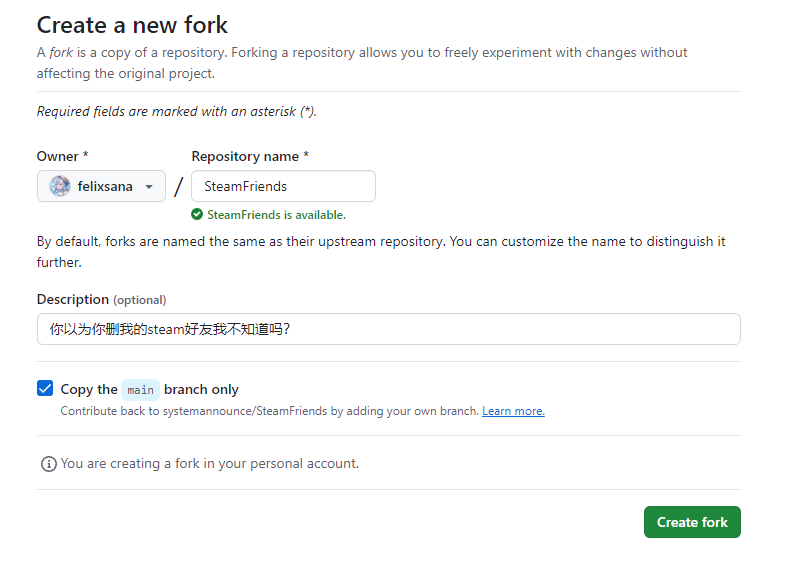 Create a new fork
A fork is a copy of a repository. Forking a repository allows you to freely experiment with changes without
affecting the original project.
Required fields are marked with an asterisk (*).
Owner *
Repository name *
felixsana
/
SteamFriends
SteamFriends is available.
By default, forks are named the same as their upstream repository. You can customize the name to distinguish it
further.
Description (optional)
你以为你删我的steam好友我不知道吗?
Copy the main branch only
Contribute back to systemannounce/SteamFriends by adding your own branch. Learn more.
You are creating a fork in your personal account.
Create fork